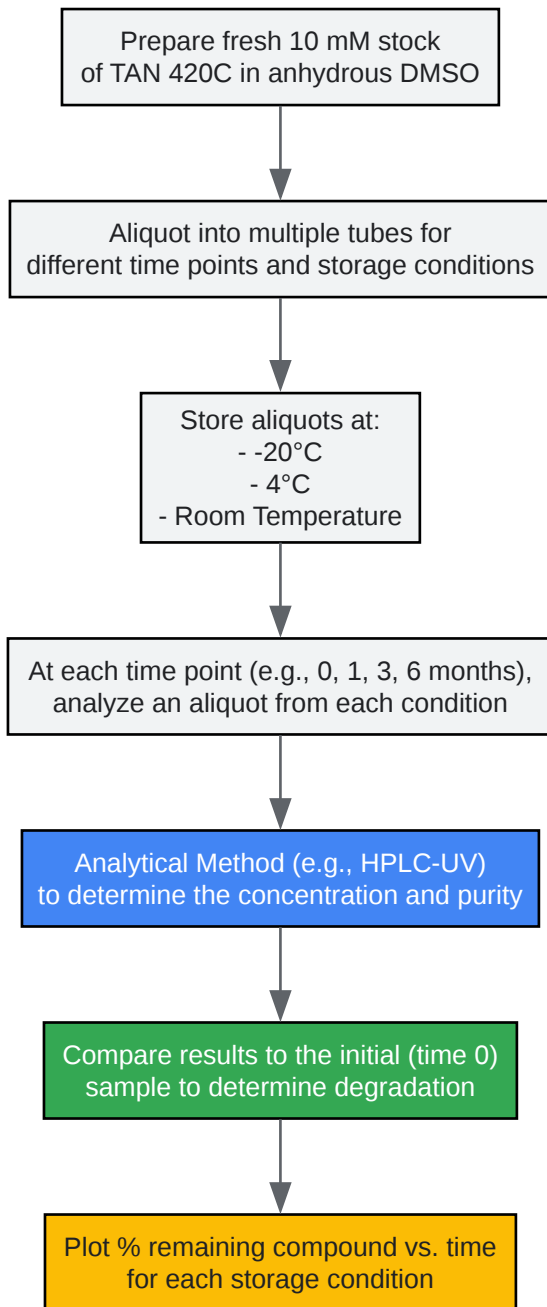 Prepare fresh 10 mM stock
of TAN 420C in anhydrous DMSO
Aliquot into multiple tubes for
different time points and storage conditions
Store aliquots at:
- -20°C
- 4°C
- Room Temperature
At each time point (e.g., 0, 1, 3, 6 months),
analyze an aliquot from each condition
Analytical Method (e.g., HPLC-UV)
to determine the concentration and purity
Compare results to the initial (time 0)
sample to determine degradation
Plot % remaining compound vs. time
for each storage condition